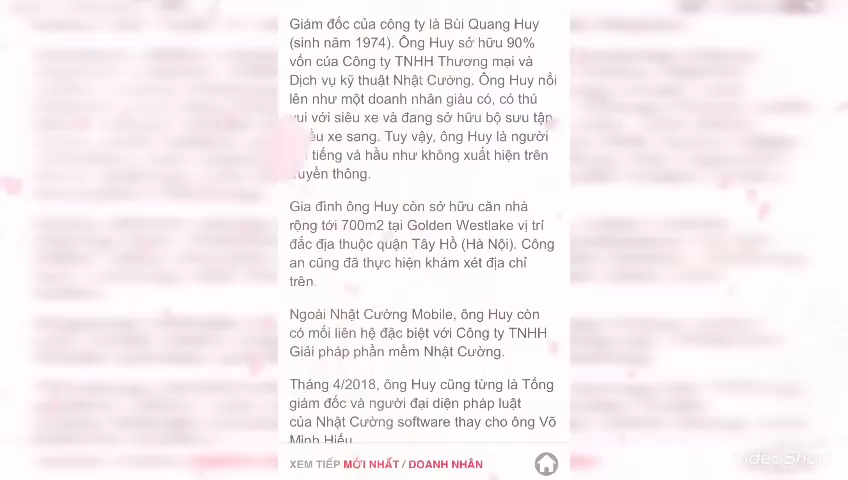 Giám đốc của công ty là Bùi Quang Huy
(sinh năm 1974). Ông Huy sở hữu 90%
vốn của Công ty TNHH Thương mại và
Dịch vụ kỹ thuật Nhật Cường. Ông Huy nổi
lên như một doanh nhân giàu có, có thú
vui với siêu xe và đang sở hữu bộ sưu tập
xe sang. Tuy vậy, ông Huy là người
tiếng và hầu như không xuất hiện trên
truyền thông.
Gia đình ông Huy còn sở hữu căn nhà
rộng tới 700m2 tại Golden Westlake vị trí
đắc địa thuộc quận Tây Hồ (Hà Nội). Công
an cũng đã thực hiện khám xét địa chỉ
trên.
Ngoài Nhật Cường Mobile, ông Huy còn
có mối liên hệ đặc biệt với Công ty TNHH
Giải pháp phần mềm Nhật Cường.
Tháng 4/2018, ông Huy cũng từng là Tổng
giám đốc và người đại diện pháp luật
của Nhật Cường software thay cho ông Võ
Minh Hiếu
XEM TIẾP MỚI NHẤT / DOANH NHÂN
VideoShow